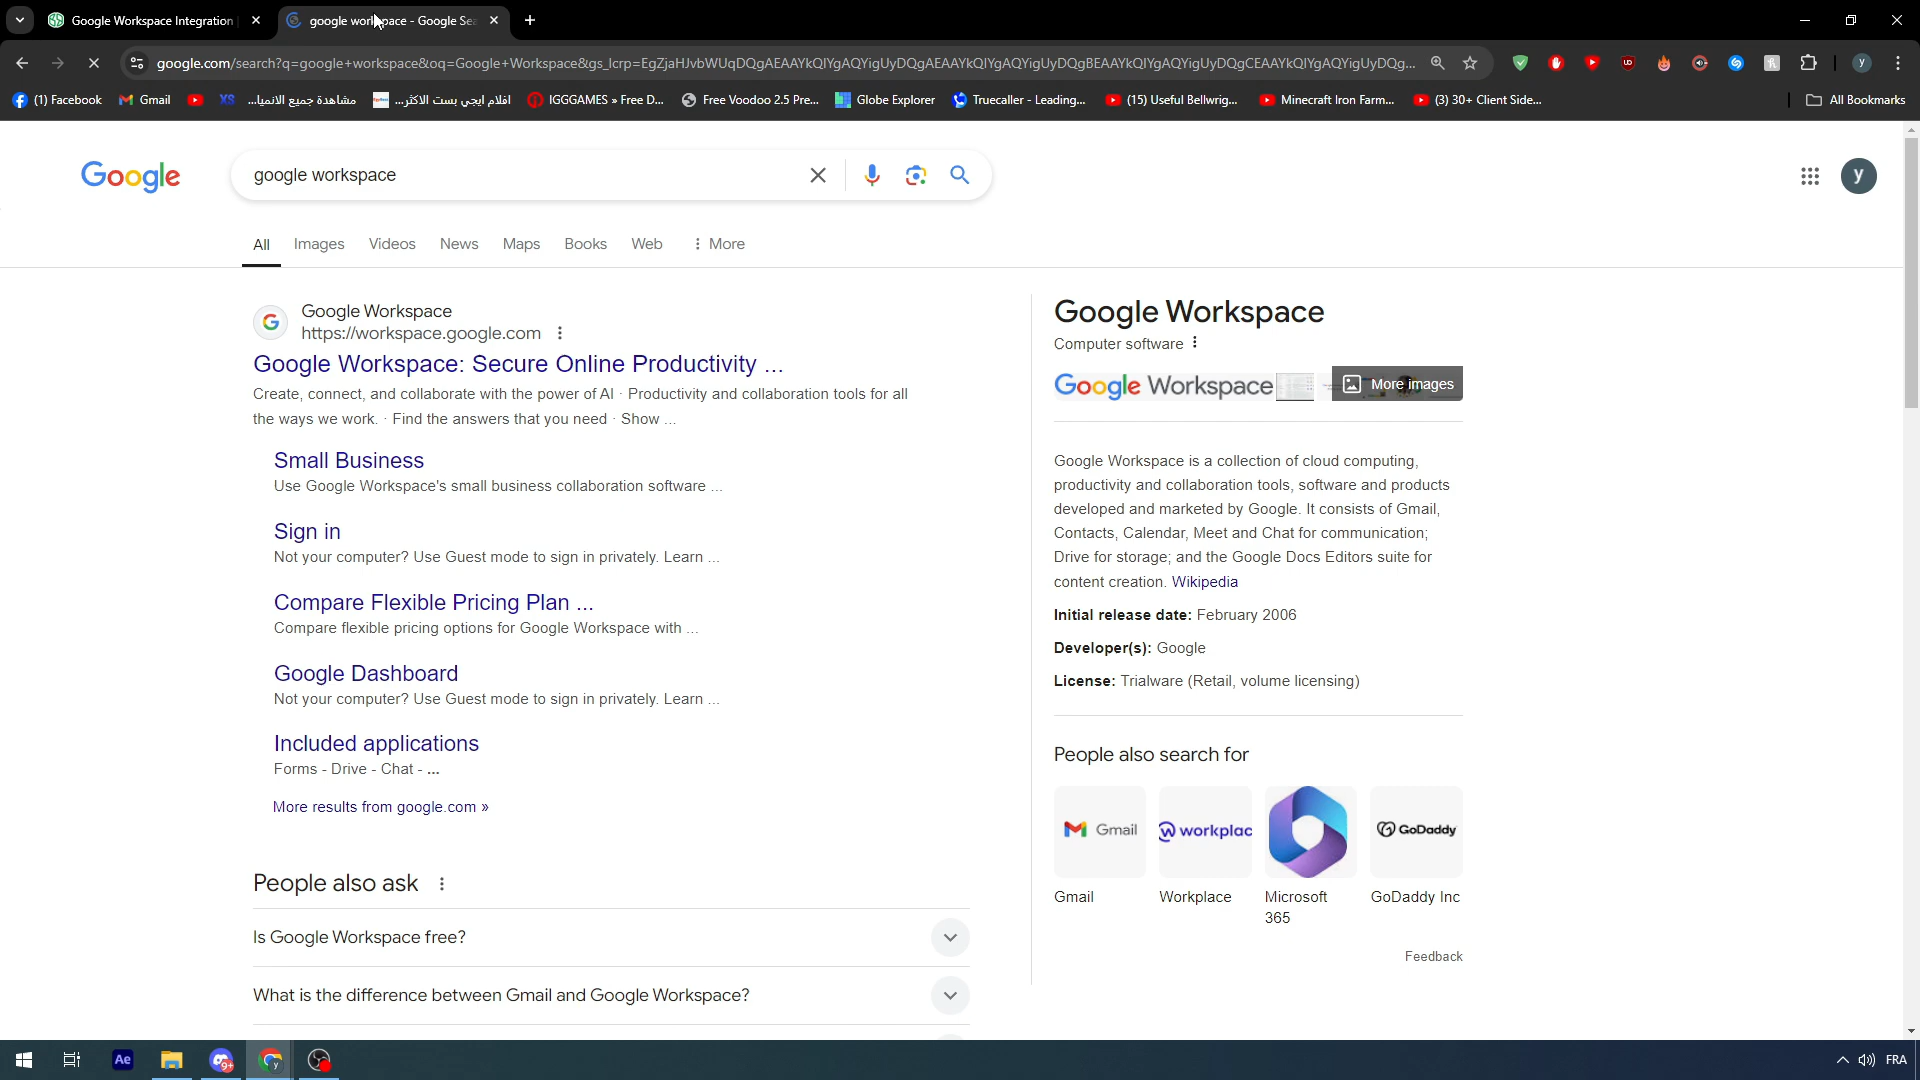 Google Workspace Integration
google workspace - Google Sea
google.com/search?q=google+workspace&oq=Google+Workspace&gs_lcrp=EgZjaHJvbWUqDQgAEAAYkQIYgAQYigUyDQgAEAAYkQIYgAQYigUyDQgBEAAYkQIYgAQYigUyDQgCEAAYkQIYgAQYigUyDQg...
(1) Facebook
Gmail
مشاهدة جميع الانميا...
افلام ايجي بست الاكثر...
IGGGAMES » Free D...
Free Voodoo 2.5 Pre...
Globe Explorer
Truecaller - Leading...
(15) Useful Bellwrig...
Minecraft Iron Farm...
(3) 30+ Client Side...
All Bookmarks
Google
google workspace
y
All
Images
Videos
News
Maps
Books
Web
More
Google Workspace
https://workspace.google.com
Google Workspace: Secure Online Productivity ...
Create, connect, and collaborate with the power of AI · Productivity and collaboration tools for all
the ways we work. · Find the answers that you need · Show ...
Small Business
Use Google Workspace's small business collaboration software ...
Sign in
Not your computer? Use Guest mode to sign in privately. Learn ...
Compare Flexible Pricing Plan ...
Compare flexible pricing options for Google Workspace with ...
Google Dashboard
Not your computer? Use Guest mode to sign in privately. Learn ...
Included applications
Forms - Drive - Chat - ...
More results from google.com »
People also ask
Is Google Workspace free?
What is the difference between Gmail and Google Workspace?
Google Workspace
Computer software
Google Workspace
More images
Google Workspace is a collection of cloud computing,
productivity and collaboration tools, software and products
developed and marketed by Google. It consists of Gmail,
Contacts, Calendar, Meet and Chat for communication;
Drive for storage; and the Google Docs Editors suite for
content creation. Wikipedia
Initial release date: February 2006
Developer(s): Google
License: Trialware (Retail, volume licensing)
People also search for
Gmail
workplac
GoDaddy
Gmail
Workplace
Microsoft
365
GoDaddy Inc
Feedback
Ae
9+
FRA